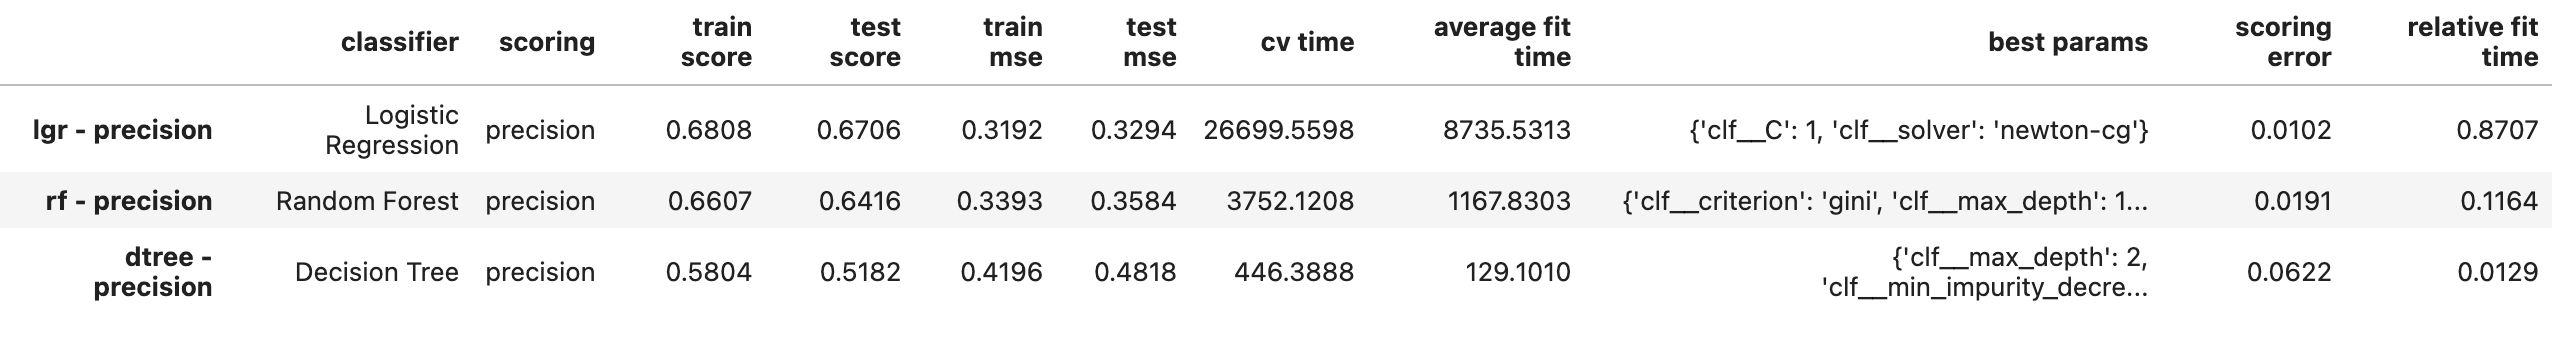 classifier scoring train score test score train mse test mse cv time average fit time best params scoring error relative fit time
lgr - precision Logistic Regression precision 0.6808 0.6706 0.3192 0.3294 26699.5598 8735.5313 {'clf__C': 1, 'clf__solver': 'newton-cg'} 0.0102 0.8707
rf - precision Random Forest precision 0.6607 0.6416 0.3393 0.3584 3752.1208 1167.8303 {'clf__criterion': 'gini', 'clf__max_depth': 1... 0.0191 0.1164
dtree - precision Decision Tree precision 0.5804 0.5182 0.4196 0.4818 446.3888 129.1010 {'clf__max_depth': 2, 'clf__min_impurity_decre... 0.0622 0.0129